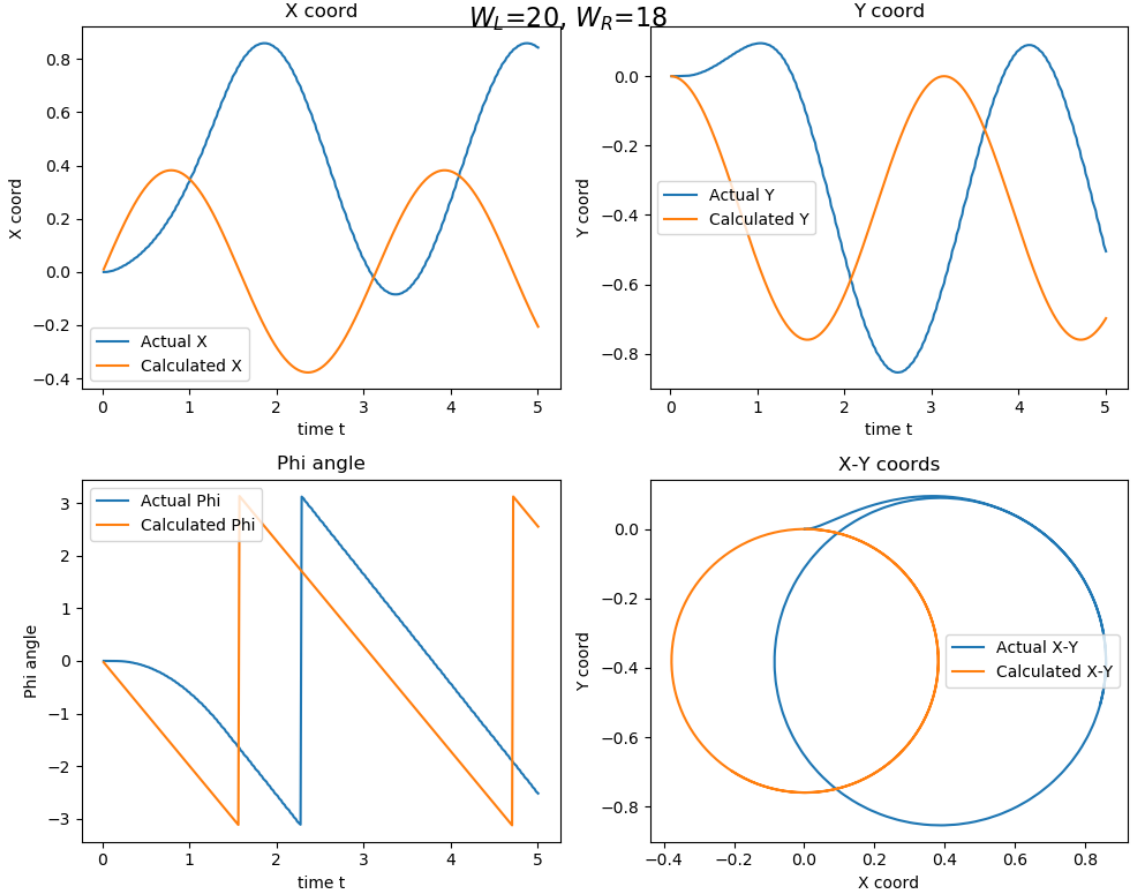 W_L=20, W_R=18
X coord
X coord
0.8
0.6
0.4
0.2
0.0
−0.2
−0.4
Actual X
Calculated X
0
1
2
3
4
5
time t
Y coord
Y coord
0.0
−0.2
−0.4
−0.6
−0.8
Actual Y
Calculated Y
0
1
2
3
4
5
time t
Phi angle
Phi angle
3
2
1
0
−1
−2
−3
Actual Phi
Calculated Phi
0
1
2
3
4
5
time t
X-Y coords
Y coord
0.0
−0.2
−0.4
−0.6
−0.8
Actual X-Y
Calculated X-Y
−0.4
−0.2
0.0
0.2
0.4
0.6
0.8
X coord